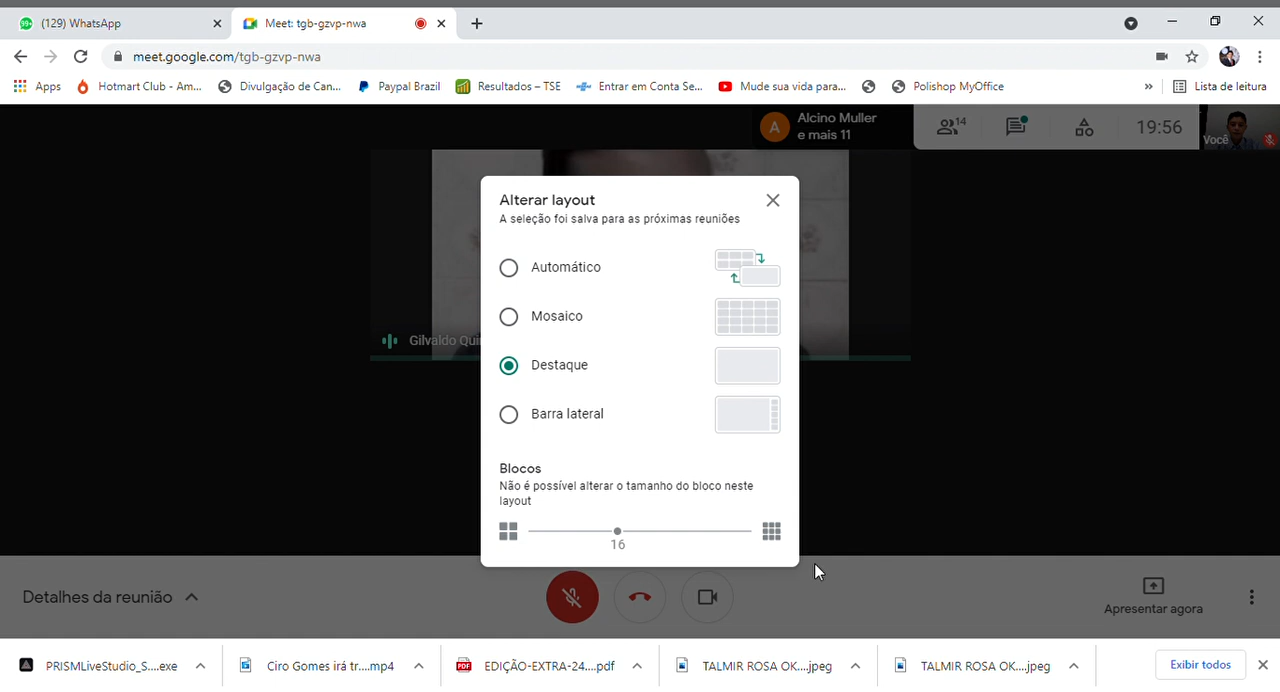 99+ (129) WhatsApp
Meet: tgb-gzvp-nwa
meet.google.com/tgb-gzvp-nwa
Apps
Hotmart Club - Am...
Divulgação de Can...
Paypal Brazil
Resultados – TSE
Entrar em Conta Se...
Mude sua vida para...
Polishop MyOffice
»
Lista de leitura
A
Alcino Muller
e mais 11
14
19:56
Você
Alterar layout
A seleção foi salva para as próximas reuniões
Automático
Mosaico
Destaque
Barra lateral
Gilvaldo Qui
Blocos
Não é possível alterar o tamanho do bloco neste
layout
16
Detalhes da reunião
Apresentar agora
PRISMLiveStudio_S....exe
Ciro Gomes irá tr....mp4
PDF
EDIÇÃO-EXTRA-24....pdf
TALMIR ROSA OK....jpeg
TALMIR ROSA OK....jpeg
Exibir todos